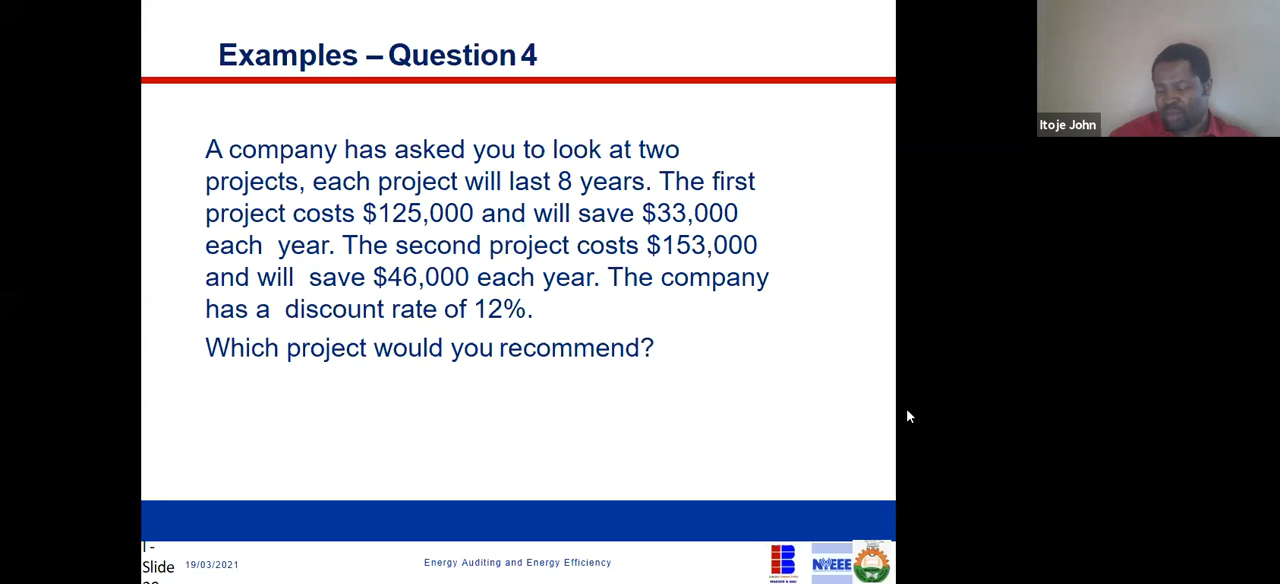 Examples – Question 4
Itoje John
A company has asked you to look at two
projects, each project will last 8 years. The first
project costs $125,000 and will save $33,000
each year. The second project costs $153,000
and will save $46,000 each year. The company
has a discount rate of 12%.
Which project would you recommend?
I -
Slide
19/03/2021
Energy Auditing and Energy Efficiency